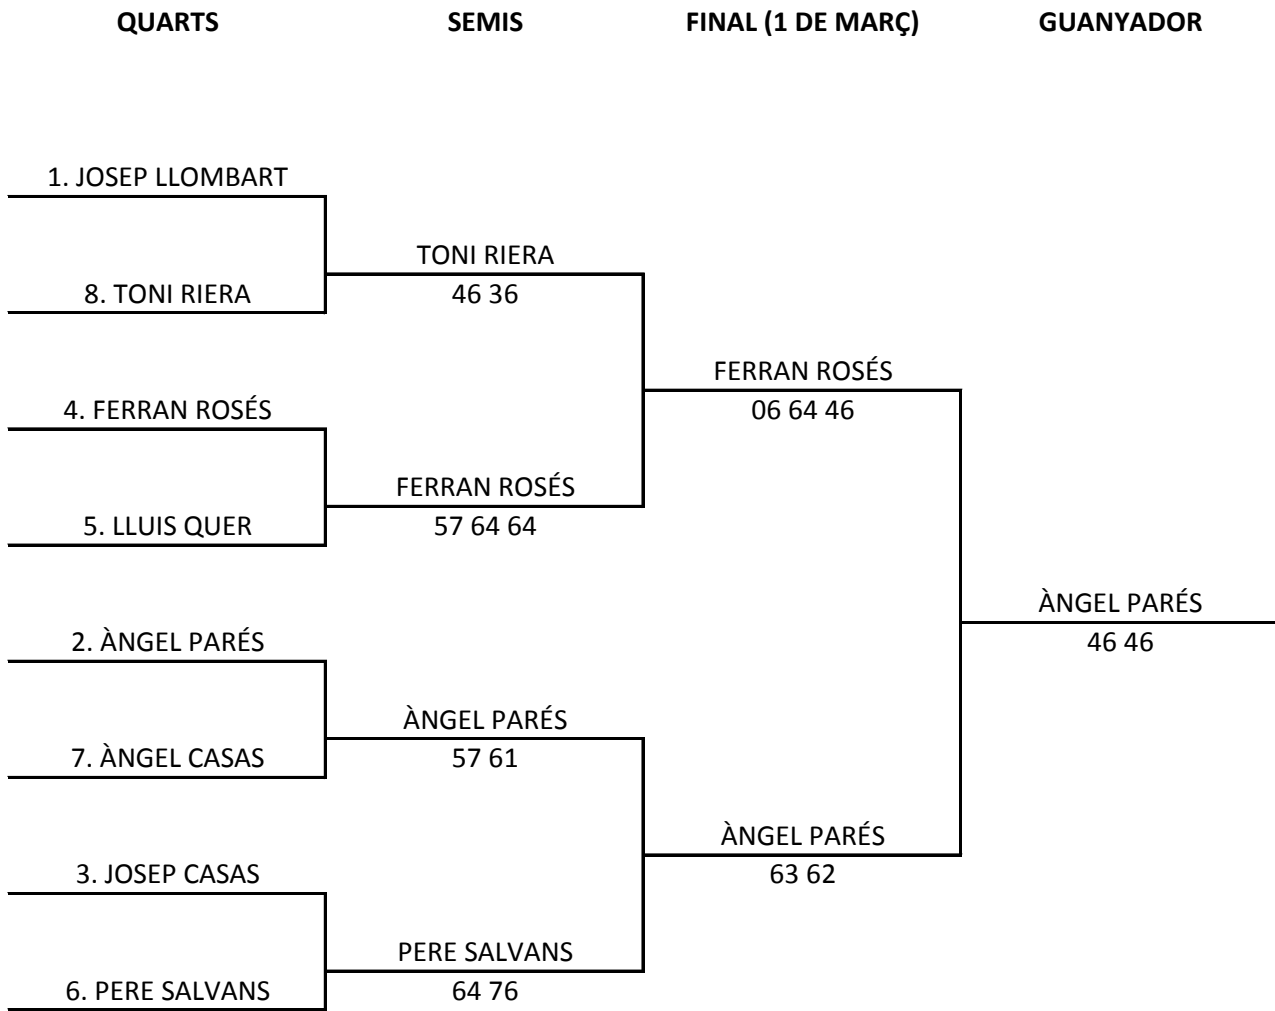 QUARTS SEMIS FINAL (1 DE MARÇ) GUANYADOR
1. JOSEP LLOMBART
TONI RIERA
8. TONI RIERA 46 36
FERRAN ROSÉS
4. FERRAN ROSÉS 06 64 46
FERRAN ROSÉS
5. LLUIS QUER 57 64 64
ÀNGEL PARÉS
2. ÀNGEL PARÉS 46 46
ÀNGEL PARÉS
7. ÀNGEL CASAS 57 61
ÀNGEL PARÉS
3. JOSEP CASAS 63 62
PERE SALVANS
6. PERE SALVANS 64 76